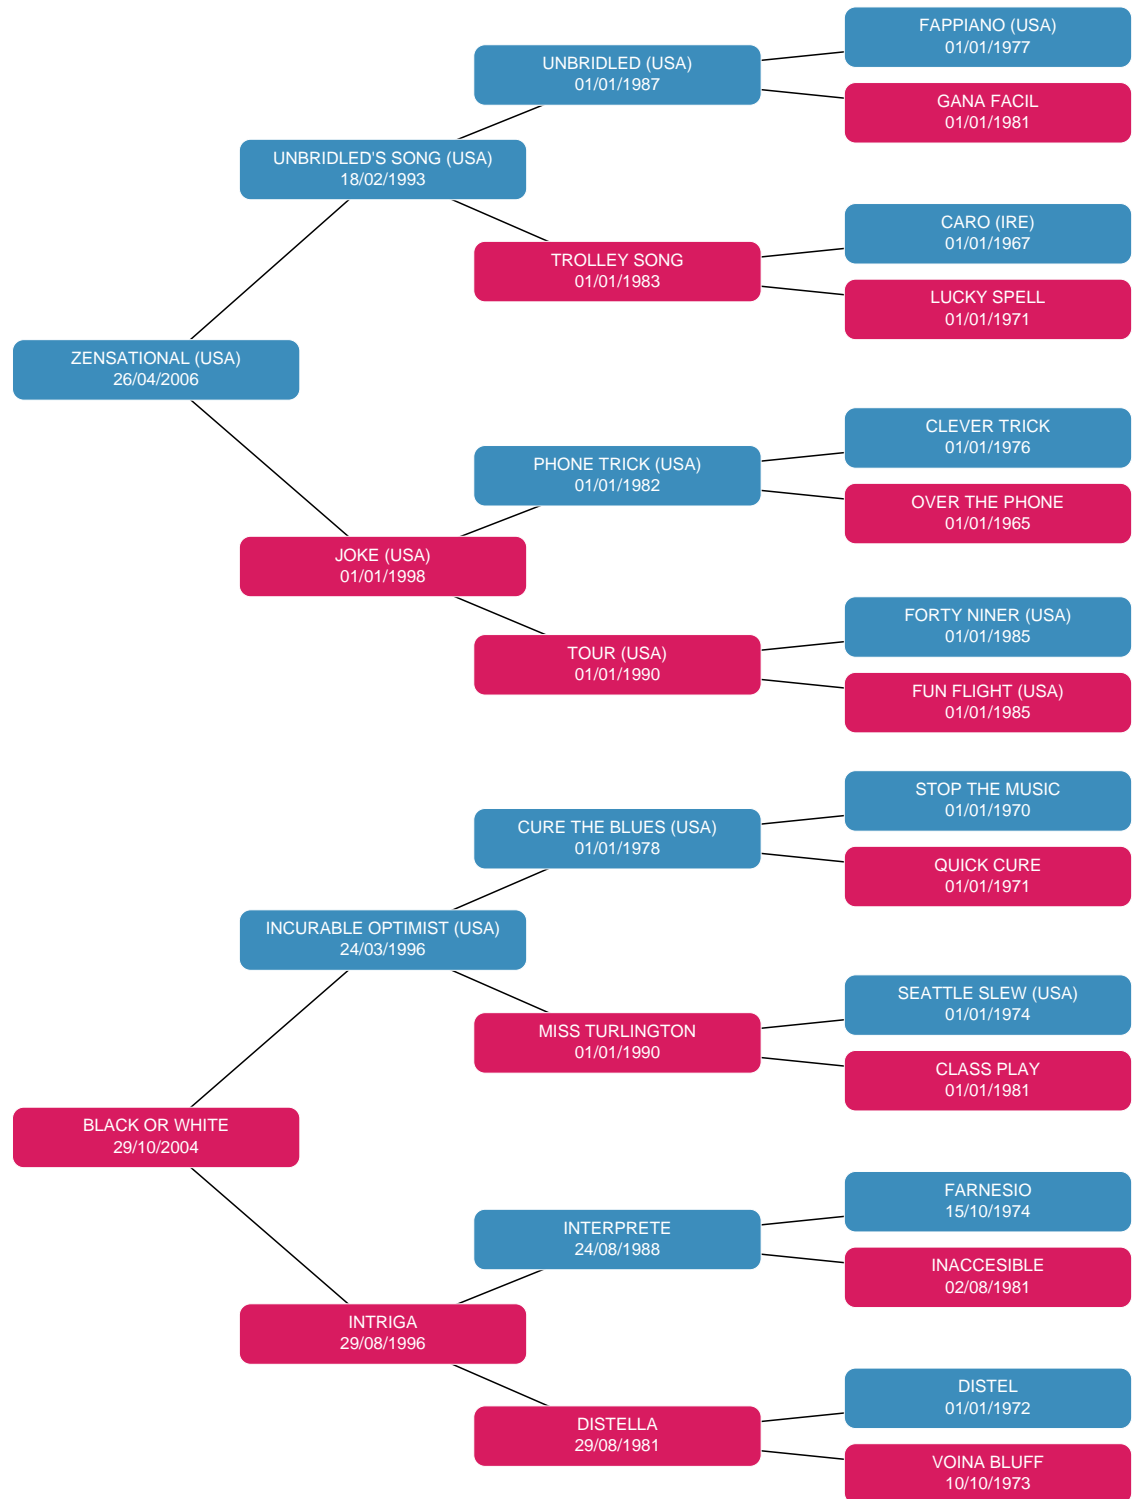 FAPPIANO (USA)
01/01/1977
UNBRIDLED (USA)
01/01/1987
GANA FACIL
01/01/1981
UNBRIDLED'S SONG (USA)
18/02/1993
CARO (IRE)
01/01/1967
TROLLEY SONG
01/01/1983
LUCKY SPELL
01/01/1971
ZENSATIONAL (USA)
26/04/2006
CLEVER TRICK
01/01/1976
PHONE TRICK (USA)
01/01/1982
OVER THE PHONE
01/01/1965
JOKE (USA)
01/01/1998
FORTY NINER (USA)
01/01/1985
TOUR (USA)
01/01/1990
FUN FLIGHT (USA)
01/01/1985
STOP THE MUSIC
01/01/1970
CURE THE BLUES (USA)
01/01/1978
QUICK CURE
01/01/1971
INCURABLE OPTIMIST (USA)
24/03/1996
SEATTLE SLEW (USA)
01/01/1974
MISS TURLINGTON
01/01/1990
CLASS PLAY
01/01/1981
BLACK OR WHITE
29/10/2004
FARNESIO
15/10/1974
INTERPRETE
24/08/1988
INACCESIBLE
02/08/1981
INTRIGA
29/08/1996
DISTEL
01/01/1972
DISTELLA
29/08/1981
VOINA BLUFF
10/10/1973